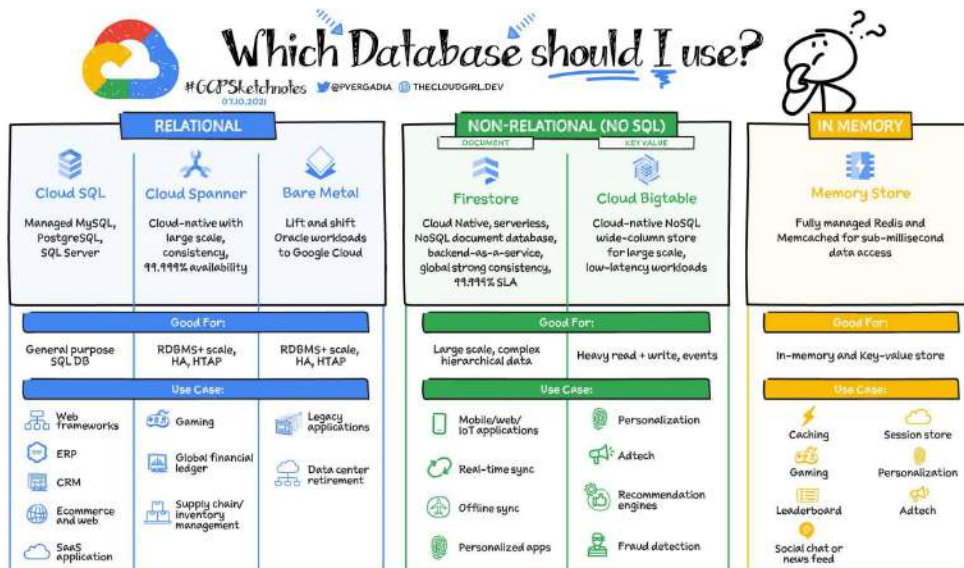 Which Database should I use?
#GCPSketchnotes @PVERGADIA THECLOUDGIRL.DEV
07.10.2021
RELATIONAL
Cloud SQL
Managed MySQL,
PostgreSQL,
SQL Server
Cloud Spanner
Cloud-native with
large scale,
consistency,
99.999% availability
Bare Metal
Lift and shift
Oracle workloads
to Google Cloud
Good For:
General purpose
SQL DB
RDBMS+ scale,
HA, HTAP
RDBMS+ scale,
HA, HTAP
Use Case:
Web
frameworks
ERP
CRM
Ecommerce
and web
SaaS
application
Gaming
Global financial
ledger
Supply chain/
inventory
management
Legacy
applications
Data center
retirement
NON-RELATIONAL (NO SQL)
DOCUMENT
Firestore
Cloud Native, serverless,
NoSQL document database,
backend-as-a-service,
global strong consistency,
99.999% SLA
KEY VALUE
Cloud Bigtable
Cloud-native NoSQL
wide-column store
for large scale,
low-latency workloads
Good For:
Large scale, complex
hierarchical data
Heavy read + write, events
Use Case:
Mobile/web/
IoT applications
Real-time sync
Offline sync
Personalized apps
Personalization
Adtech
Recommendation
engines
Fraud detection
IN MEMORY
Memory Store
Fully managed Redis and
Memcached for sub-millisecond
data access
Good For:
In-memory and Key-value store
Use Case:
Caching
Session store
Gaming
Personalization
Leaderboard
Adtech
Social chat or
news feed